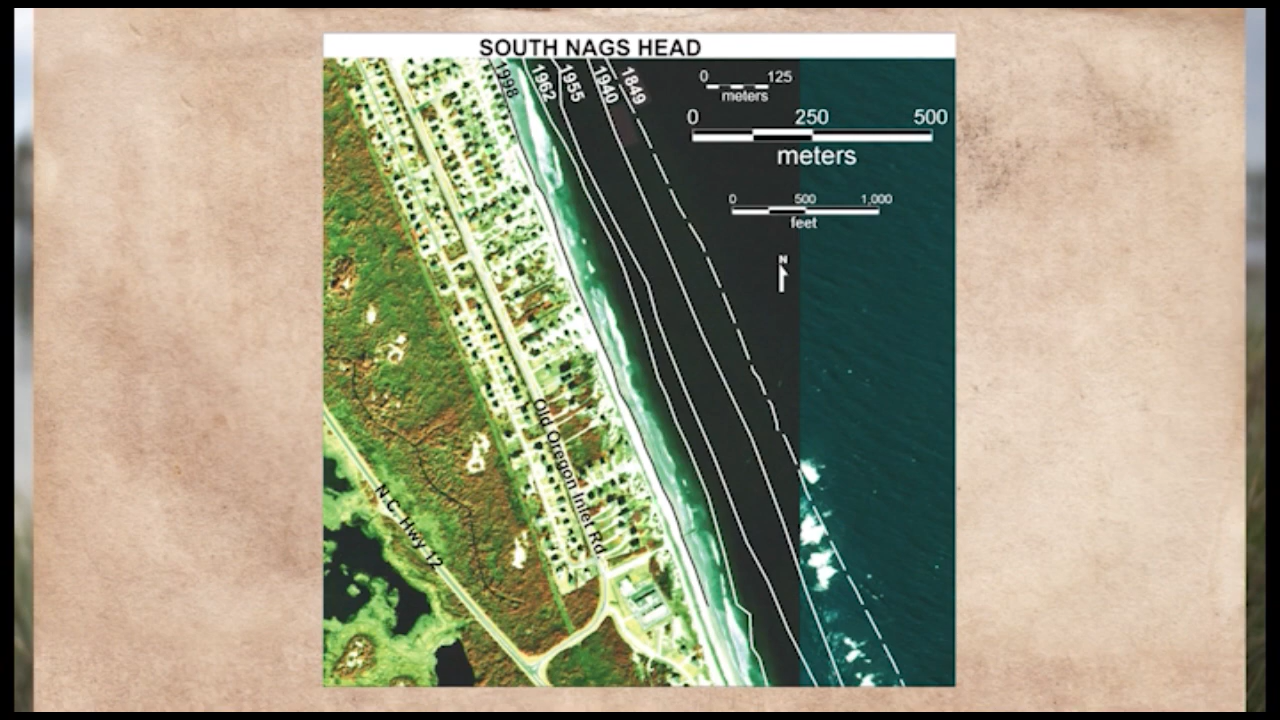 SOUTH NAGS HEAD
1998
1962
1955
1940
1849
0 125
meters
0 250 500
meters
0 500 1,000
feet
N
Old Oregon Inlet Rd.
N.C. Hwy 12